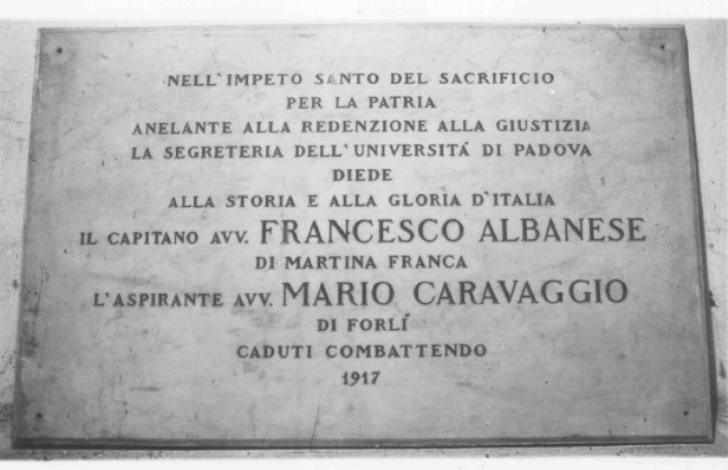 NELL'IMPETO SANTO DEL SACRIFICIO
PER LA PATRIA
ANELANTE ALLA REDENZIONE ALLA GIUSTIZIA
LA SEGRETERIA DELL'UNIVERSITÁ DI PADOVA
DIEDE
ALLA STORIA E ALLA GLORIA D'ITALIA
IL CAPITANO AVV. FRANCESCO ALBANESE
DI MARTINA FRANCA
L'ASPIRANTE AVV. MARIO CARAVAGGIO
DI FORLÍ
CADUTI COMBATTENDO
1917